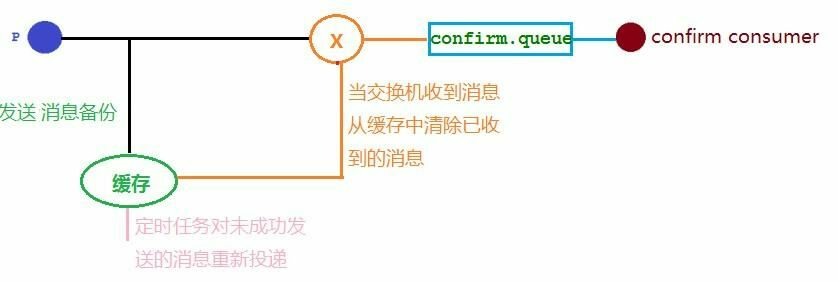 P
X
confirm.queue
confirm consumer
发送 消息备份
当交换机收到消息
从缓存中清除已收
到的消息
缓存
定时任务对未成功发
送的消息重新投递